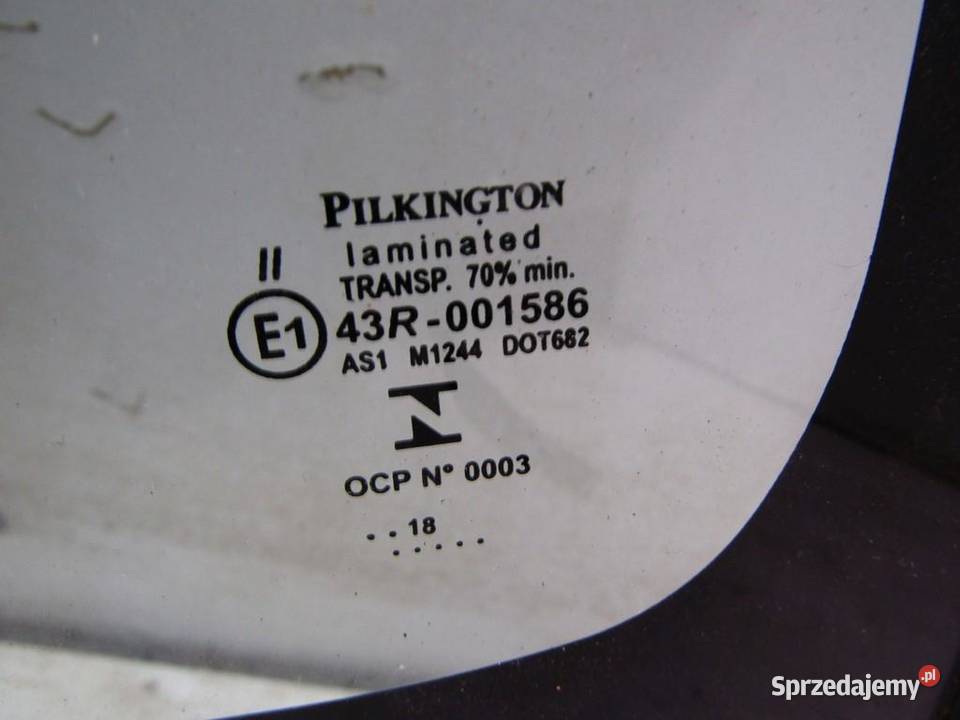 PILKINGTON
laminated
II
TRANSP. 70% min.
E1 43R-001586
AS1 M1244 DOT682
OCP N° 0003
. . 18
. . . . .
Sprzedajemy.pl